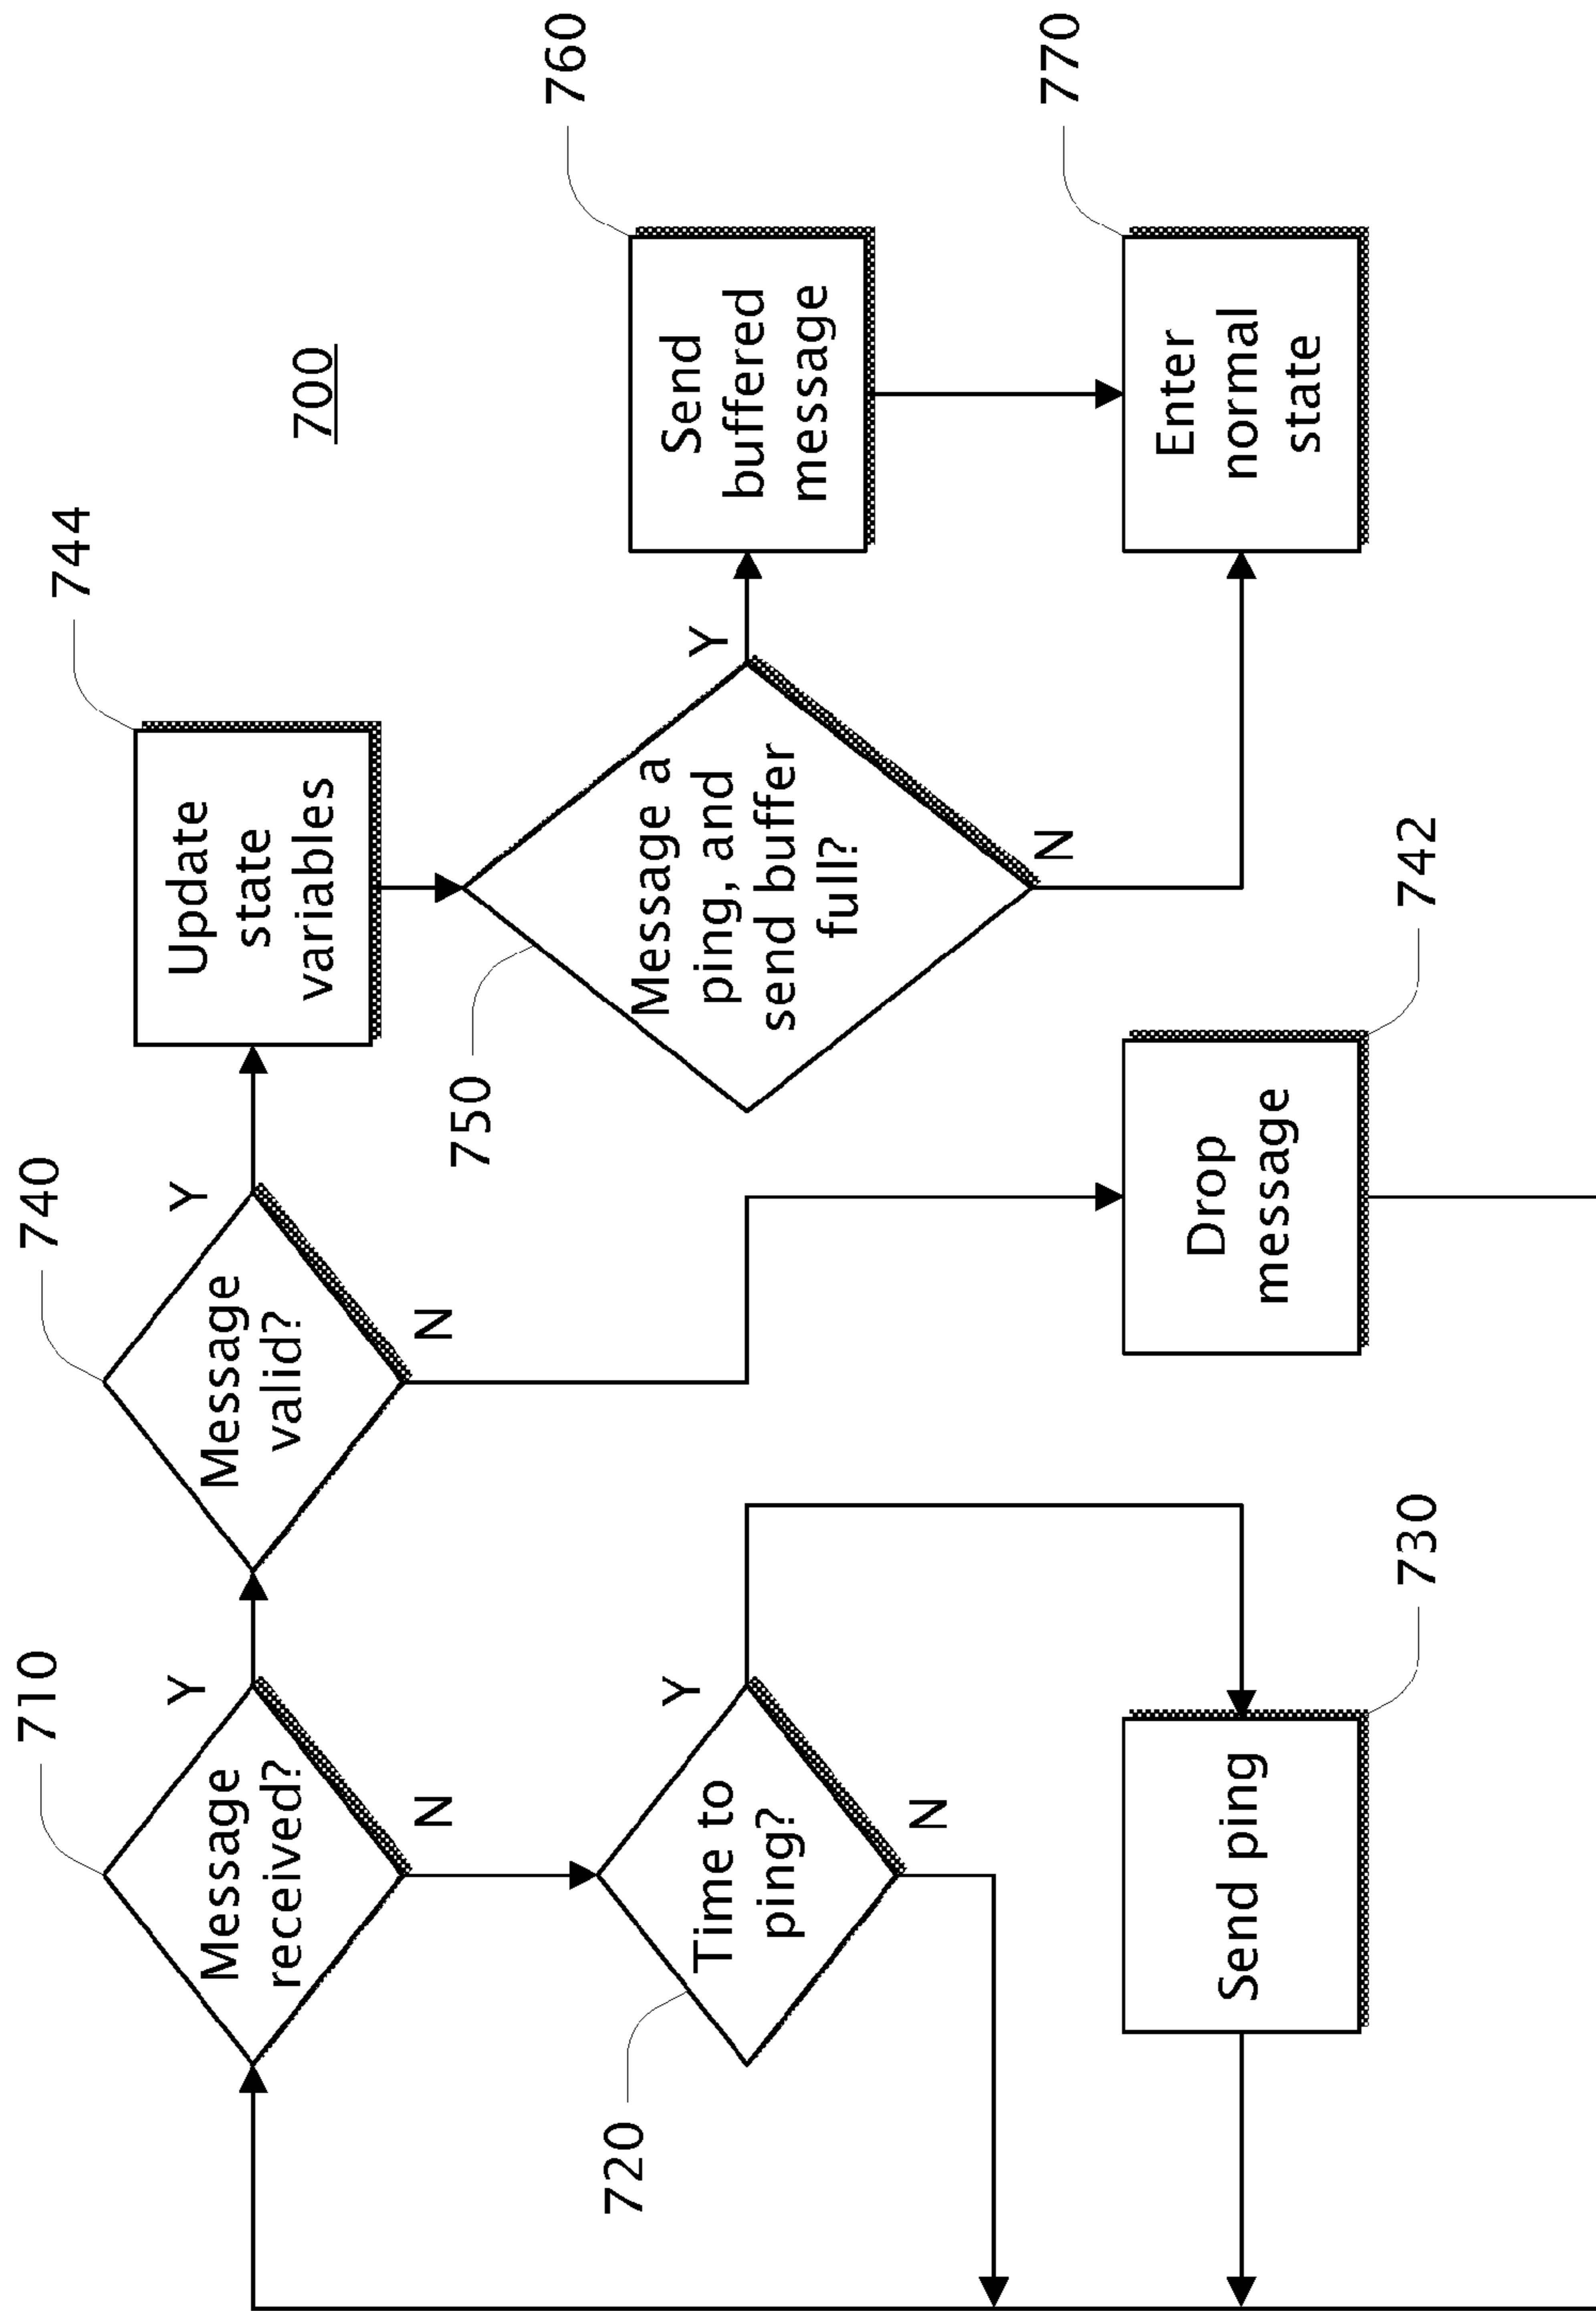 700
710
Message
received?
Y
N
740
Message
valid?
Y
N
744
Update
state
variables
720
Time to
ping?
Y
N
750
Message a
ping, and
send buffer
full?
Y
N
760
Send
buffered
message
730
Send ping
742
Drop
message
770
Enter
normal
state